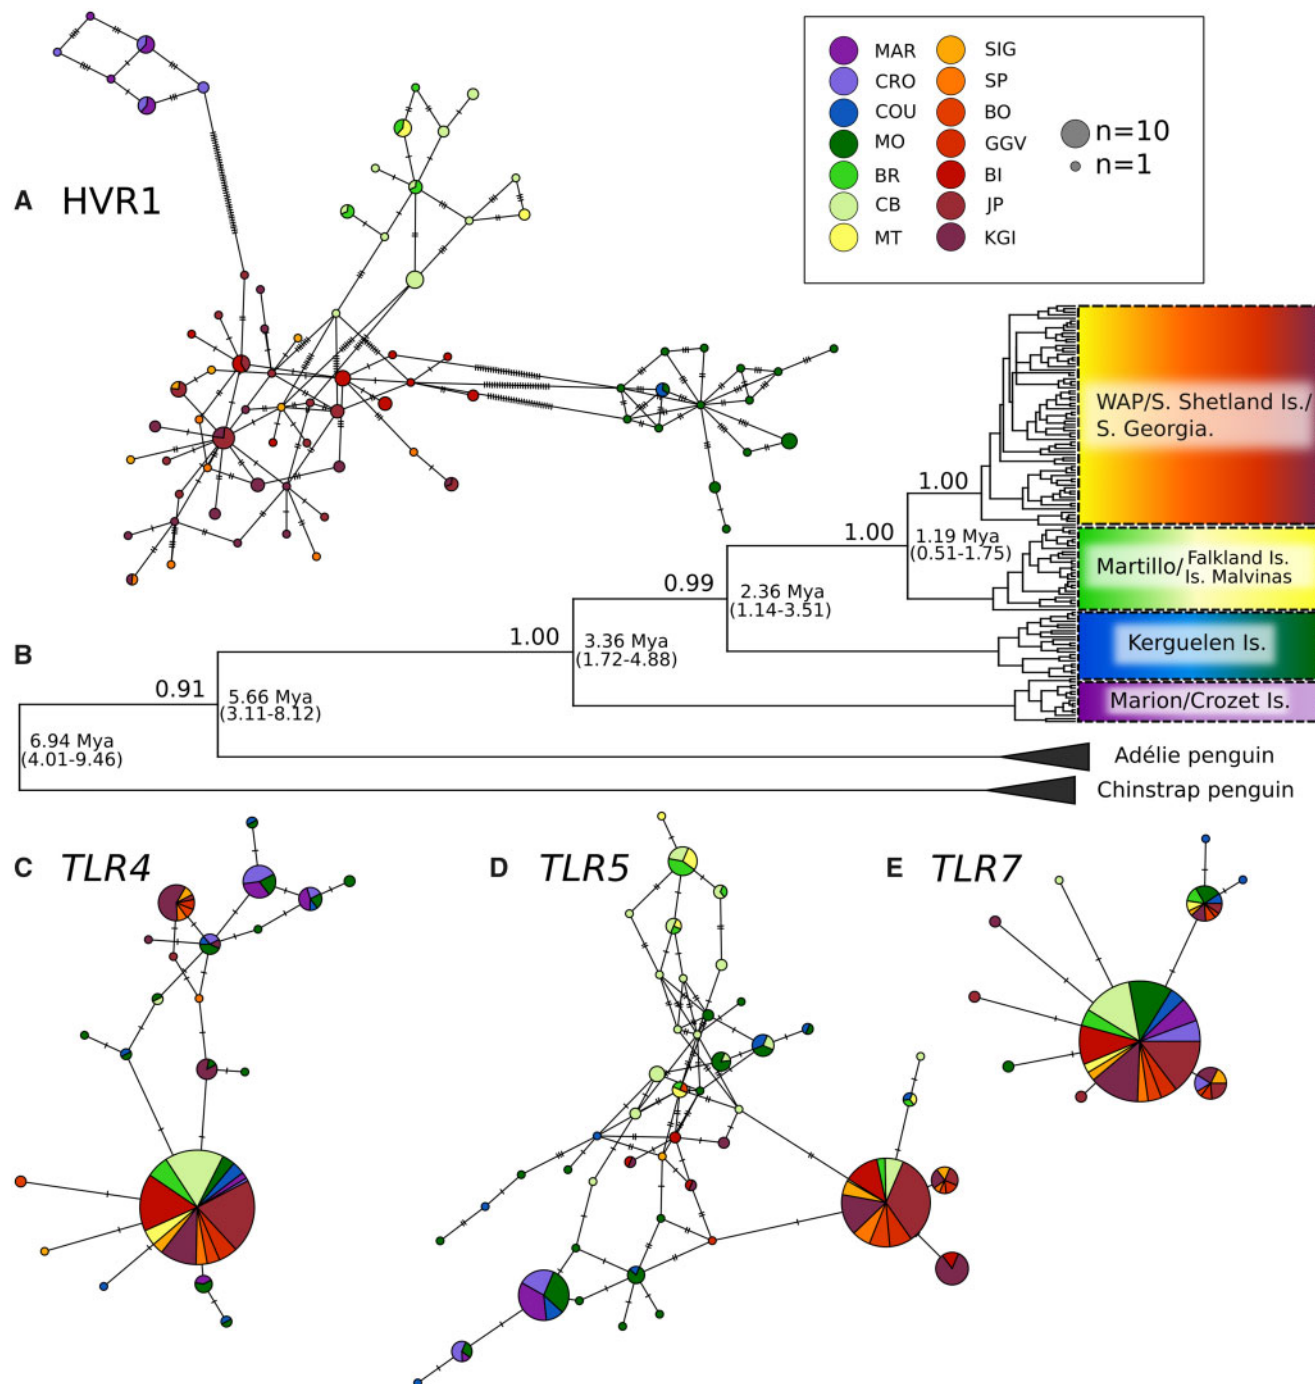 MAR
CRO
COU
MO
BR
CB
MT
SIG
SP
BO
GGV
BI
JP
KGI
n=10
n=1
A HVR1
WAP/S. Shetland Is./
S. Georgia.
Martillo/ Falkland Is.
Is. Malvinas
Kerguelen Is.
Marion/Crozet Is.
Adélie penguin
Chinstrap penguin
B
1.00
1.00
1.19 Mya
(0.51-1.75)
0.99
2.36 Mya
(1.14-3.51)
1.00
3.36 Mya
(1.72-4.88)
0.91
5.66 Mya
(3.11-8.12)
6.94 Mya
(4.01-9.46)
C TLR4
D TLR5
E TLR7